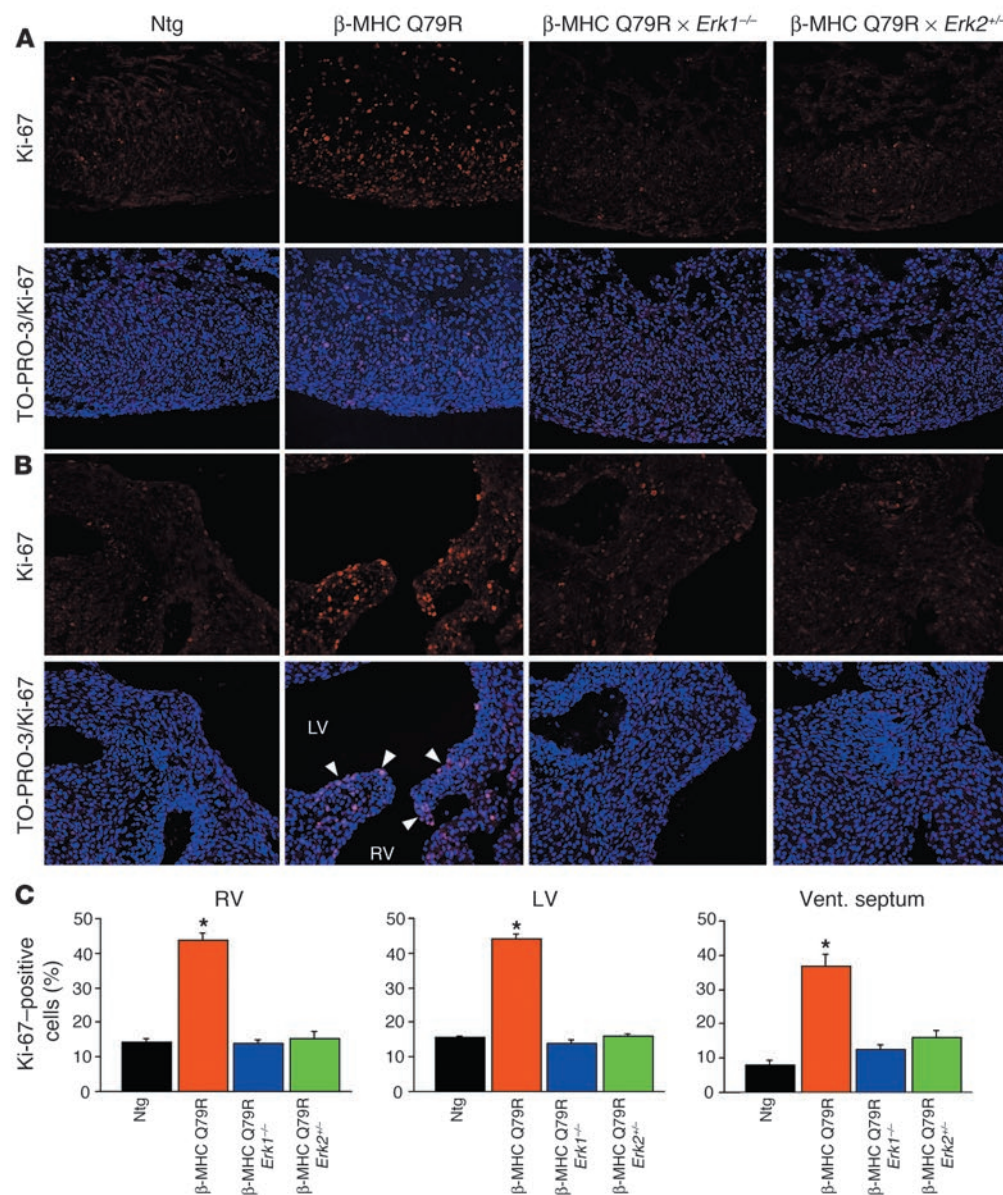 A
Ntg
β-MHC Q79R
β-MHC Q79R × Erk1–/–
β-MHC Q79R × Erk2+/–
Ki-67
TO-PRO-3/Ki-67
B
Ki-67
TO-PRO-3/Ki-67
LV
RV
C
RV
Ki-67–positive
cells (%)
50
40
30
20
10
0
*
Ntg
β-MHC Q79R
β-MHC Q79R
Erk1–/–
β-MHC Q79R
Erk2+/–
LV
50
40
30
20
10
0
*
Ntg
β-MHC Q79R
β-MHC Q79R
Erk1–/–
β-MHC Q79R
Erk2+/–
Vent. septum
50
40
30
20
10
0
*
Ntg
β-MHC Q79R
β-MHC Q79R
Erk1–/–
β-MHC Q79R
Erk2+/–